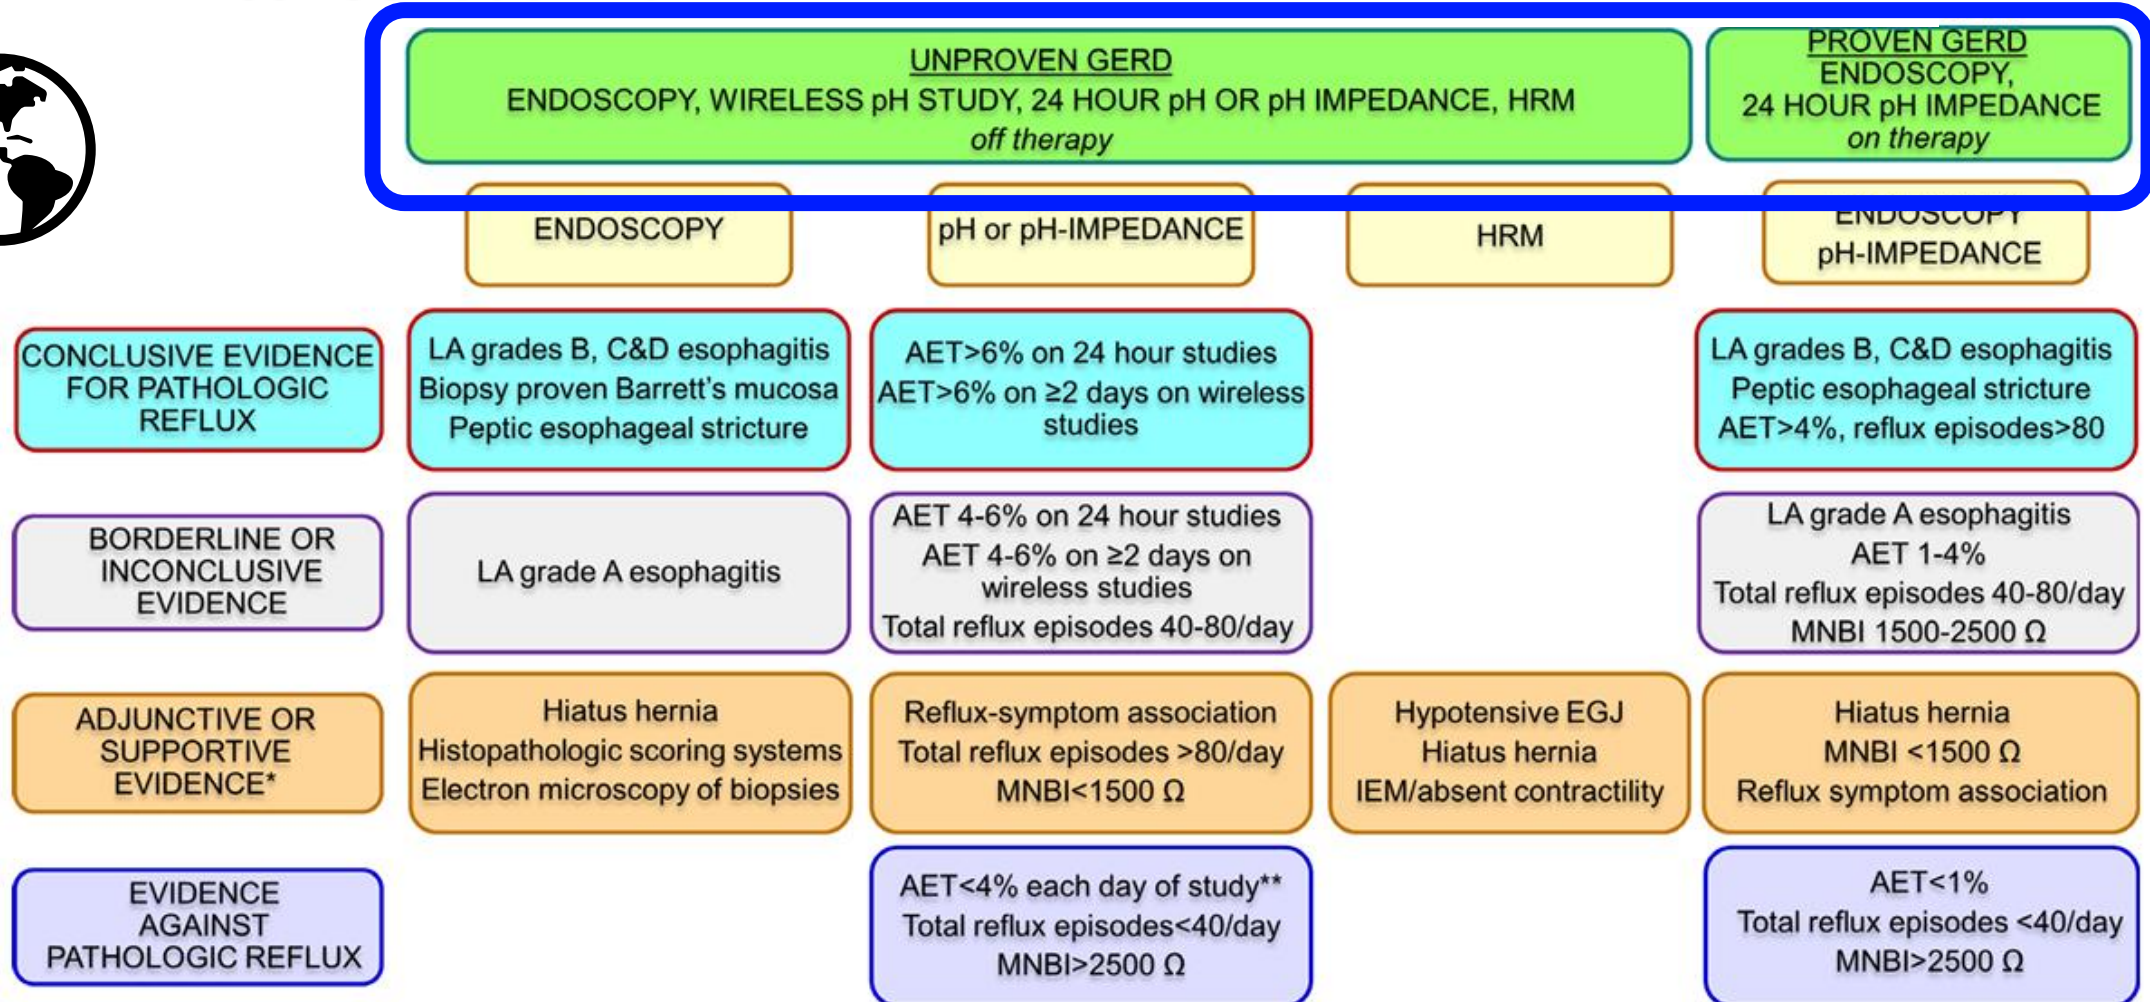 UNPROVEN GERD
ENDOSCOPY, WIRELESS pH STUDY, 24 HOUR pH OR pH IMPEDANCE, HRM
off therapy
PROVEN GERD
ENDOSCOPY,
24 HOUR pH IMPEDANCE
on therapy
ENDOSCOPY
pH or pH-IMPEDANCE
HRM
ENDOSCOPY
pH-IMPEDANCE
CONCLUSIVE EVIDENCE
FOR PATHOLOGIC
REFLUX
LA grades B, C&D esophagitis
Biopsy proven Barrett's mucosa
Peptic esophageal stricture
AET>6% on 24 hour studies
AET>6% on ≥2 days on wireless
studies
LA grades B, C&D esophagitis
Peptic esophageal stricture
AET>4%, reflux episodes>80
BORDERLINE OR
INCONCLUSIVE
EVIDENCE
LA grade A esophagitis
AET 4-6% on 24 hour studies
AET 4-6% on ≥2 days on
wireless studies
Total reflux episodes 40-80/day
LA grade A esophagitis
AET 1-4%
Total reflux episodes 40-80/day
MNBI 1500-2500 Ω
ADJUNCTIVE OR
SUPPORTIVE
EVIDENCE*
Hiatus hernia
Histopathologic scoring systems
Electron microscopy of biopsies
Reflux-symptom association
Total reflux episodes >80/day
MNBI<1500 Ω
Hypotensive EGJ
Hiatus hernia
IEM/absent contractility
Hiatus hernia
MNBI <1500 Ω
Reflux symptom association
EVIDENCE
AGAINST
PATHOLOGIC REFLUX
AET<4% each day of study**
Total reflux episodes<40/day
MNBI>2500 Ω
AET<1%
Total reflux episodes <40/day
MNBI>2500 Ω